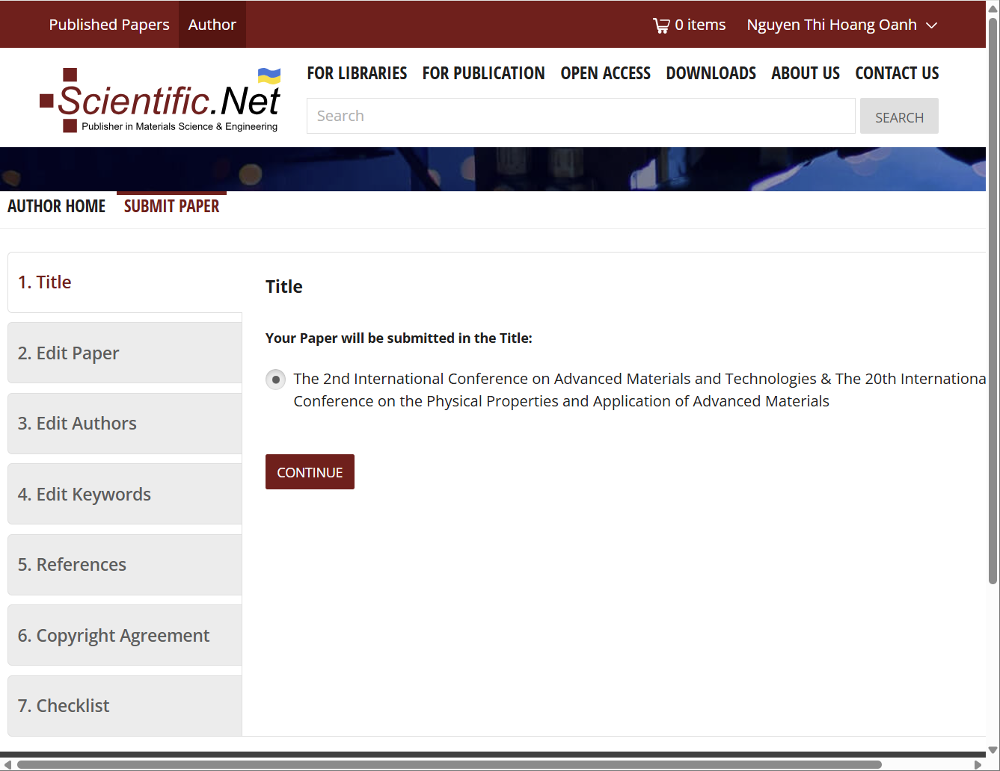 Published Papers
Author
0 items
Nguyen Thi Hoang Oanh
Scientific.Net
Publisher in Materials Science & Engineering
FOR LIBRARIES
FOR PUBLICATION
OPEN ACCESS
DOWNLOADS
ABOUT US
CONTACT US
Search
SEARCH
AUTHOR HOME
SUBMIT PAPER
1. Title
2. Edit Paper
3. Edit Authors
4. Edit Keywords
5. References
6. Copyright Agreement
7. Checklist
Title
Your Paper will be submitted in the Title:
The 2nd International Conference on Advanced Materials and Technologies & The 20th Internationa
Conference on the Physical Properties and Application of Advanced Materials
CONTINUE